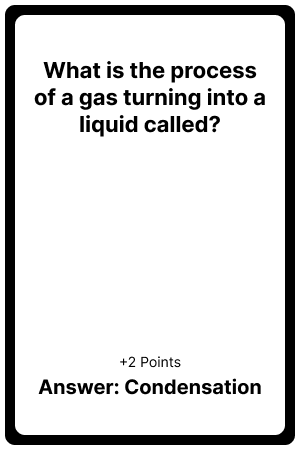 What is the process
of a gas turning into a
liquid called?
+2 Points
Answer: Condensation